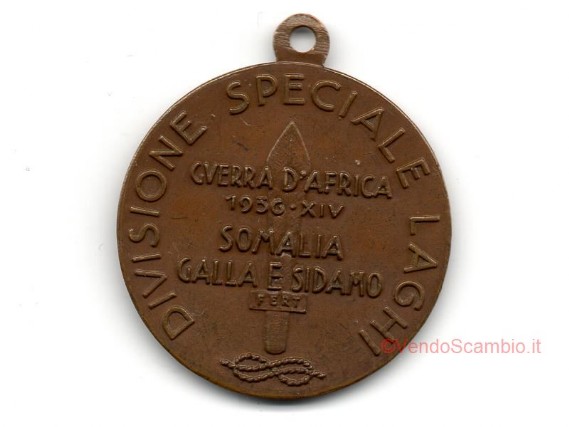 DIVISIONE SPECIALE LAGHI
GVERRA D'AFRICA
1936·XIV
SOMALIA
GALLA E SIDAMO
FERT
©VendoScambio.it